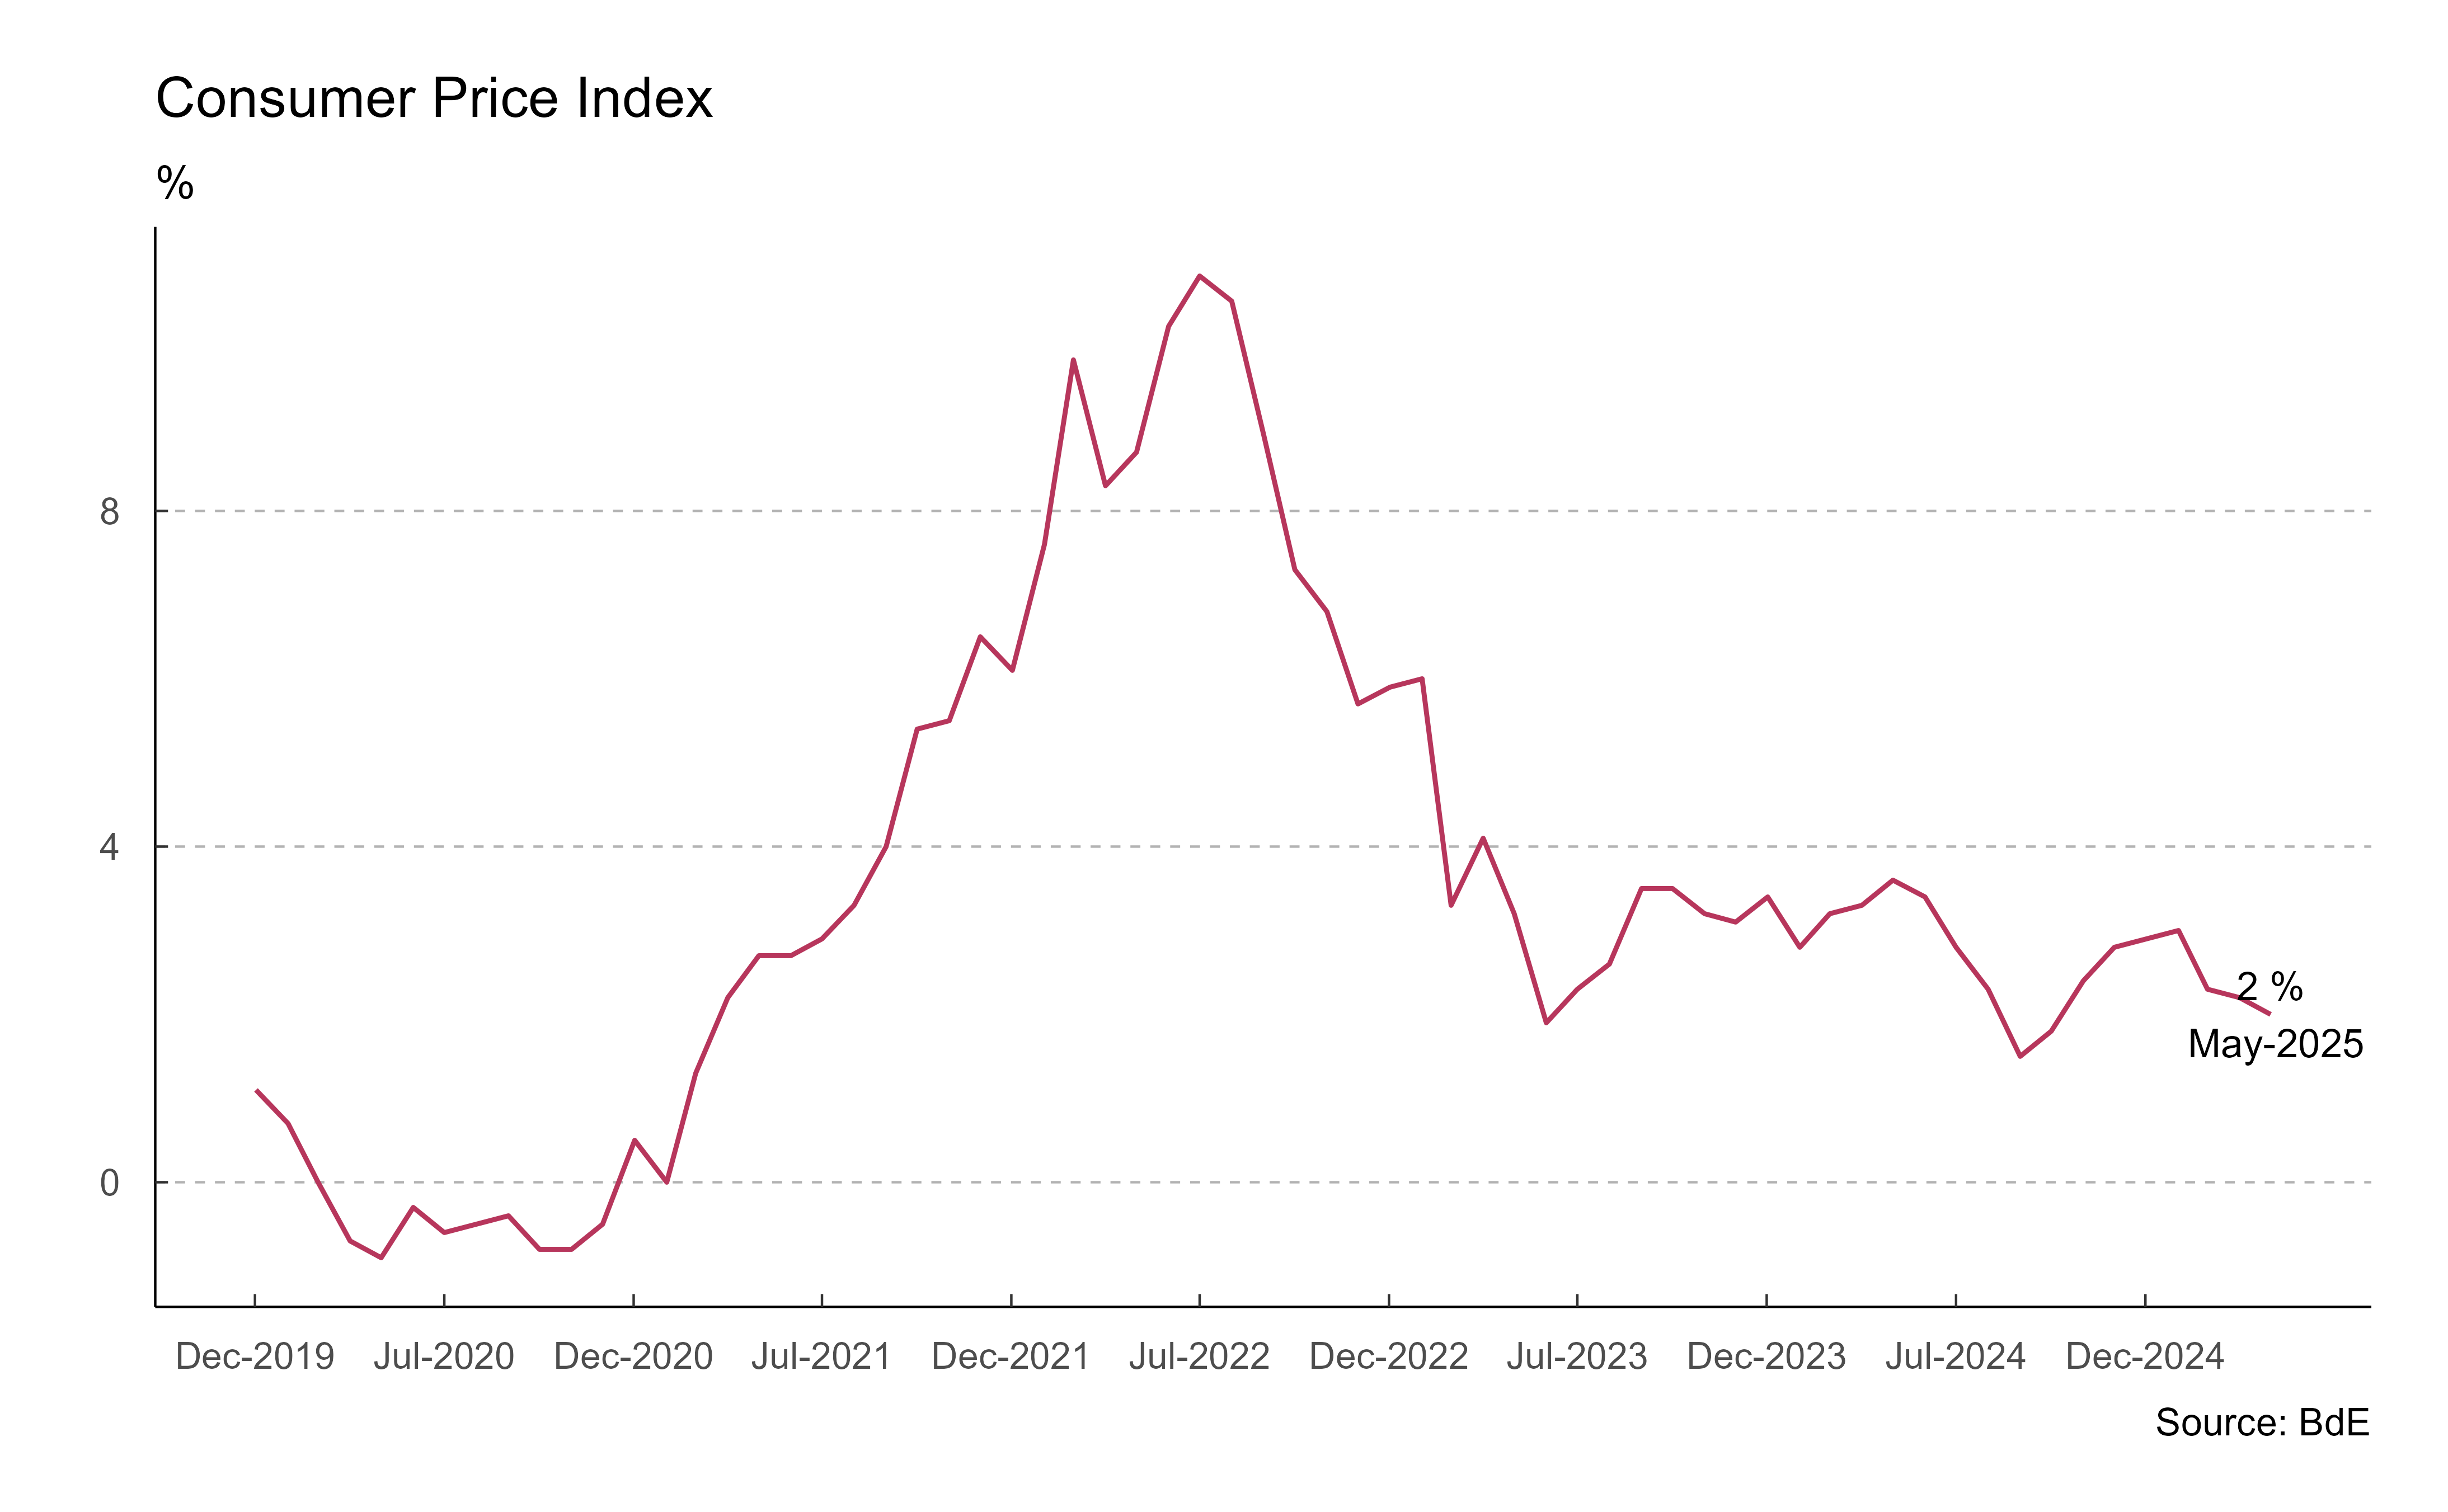 Consumer Price Index
%
8
4
0
2 %
May-2025
Dec-2019 Jul-2020 Dec-2020 Jul-2021 Dec-2021 Jul-2022 Dec-2022 Jul-2023 Dec-2023 Jul-2024 Dec-2024
Source: BdE